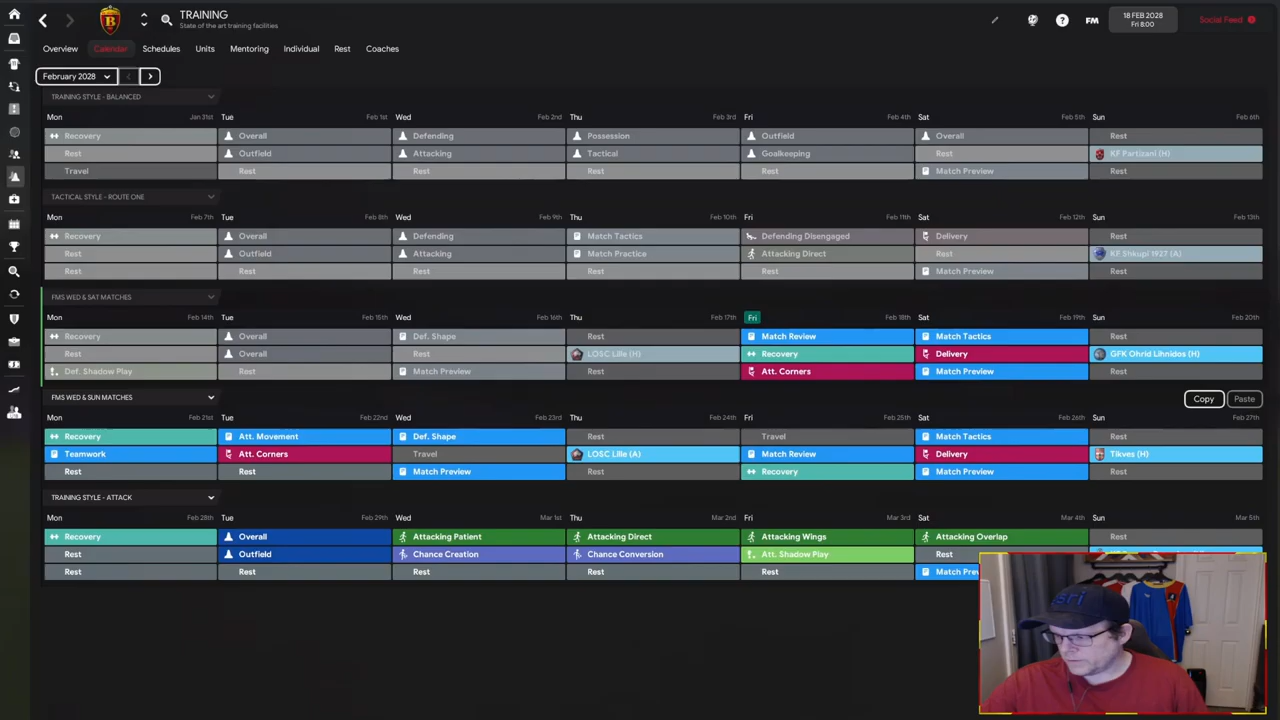 TRAINING
State of the art training facilities
FM
18 FEB 2028
Fri 8:00
Social Feed
Overview Calendar Schedules Units Mentoring Individual Rest Coaches
February 2028
TRAINING STYLE - BALANCED
Mon Jan 31st Tue Feb 1st Wed Feb 2nd Thu Feb 3rd Fri Feb 4th Sat Feb 5th Sun Feb 6th
Recovery Overall Defending Possession Outfield Overall Rest
Rest Outfield Attacking Tactical Goalkeeping Rest KF Partizani (H)
Travel Rest Rest Rest Rest Match Preview Rest
TACTICAL STYLE - ROUTE ONE
Mon Feb 7th Tue Feb 8th Wed Feb 9th Thu Feb 10th Fri Feb 11th Sat Feb 12th Sun Feb 13th
Recovery Overall Defending Match Tactics Defending Disengaged Delivery Rest
Rest Outfield Attacking Match Practice Attacking Direct Rest KF Shkupi 1927 (A)
Rest Rest Rest Rest Rest Match Preview Rest
FMS WED & SAT MATCHES
Mon Feb 14th Tue Feb 15th Wed Feb 16th Thu Feb 17th Fri Feb 18th Sat Feb 19th Sun Feb 20th
Recovery Overall Def. Shape Rest Match Review Match Tactics Rest
Rest Overall Rest LOSC Lille (H) Recovery Delivery GFK Ohrid Lihnidos (H)
Def. Shadow Play Rest Match Preview Rest Att. Corners Match Preview Rest
FMS WED & SUN MATCHES Copy Paste
Mon Feb 21st Tue Feb 22nd Wed Feb 23rd Thu Feb 24th Fri Feb 25th Sat Feb 26th Sun Feb 27th
Recovery Att. Movement Def. Shape Rest Travel Match Tactics Rest
Teamwork Att. Corners Travel LOSC Lille (A) Match Review Delivery Tikves (H)
Rest Rest Match Preview Rest Recovery Match Preview Rest
TRAINING STYLE - ATTACK
Mon Feb 28th Tue Feb 29th Wed Mar 1st Thu Mar 2nd Fri Mar 3rd Sat Mar 4th Sun Mar 5th
Recovery Overall Attacking Patient Attacking Direct Attacking Wings Attacking Overlap Rest
Rest Outfield Chance Creation Chance Conversion Att. Shadow Play Rest
Rest Rest Rest Rest Rest Match Prev